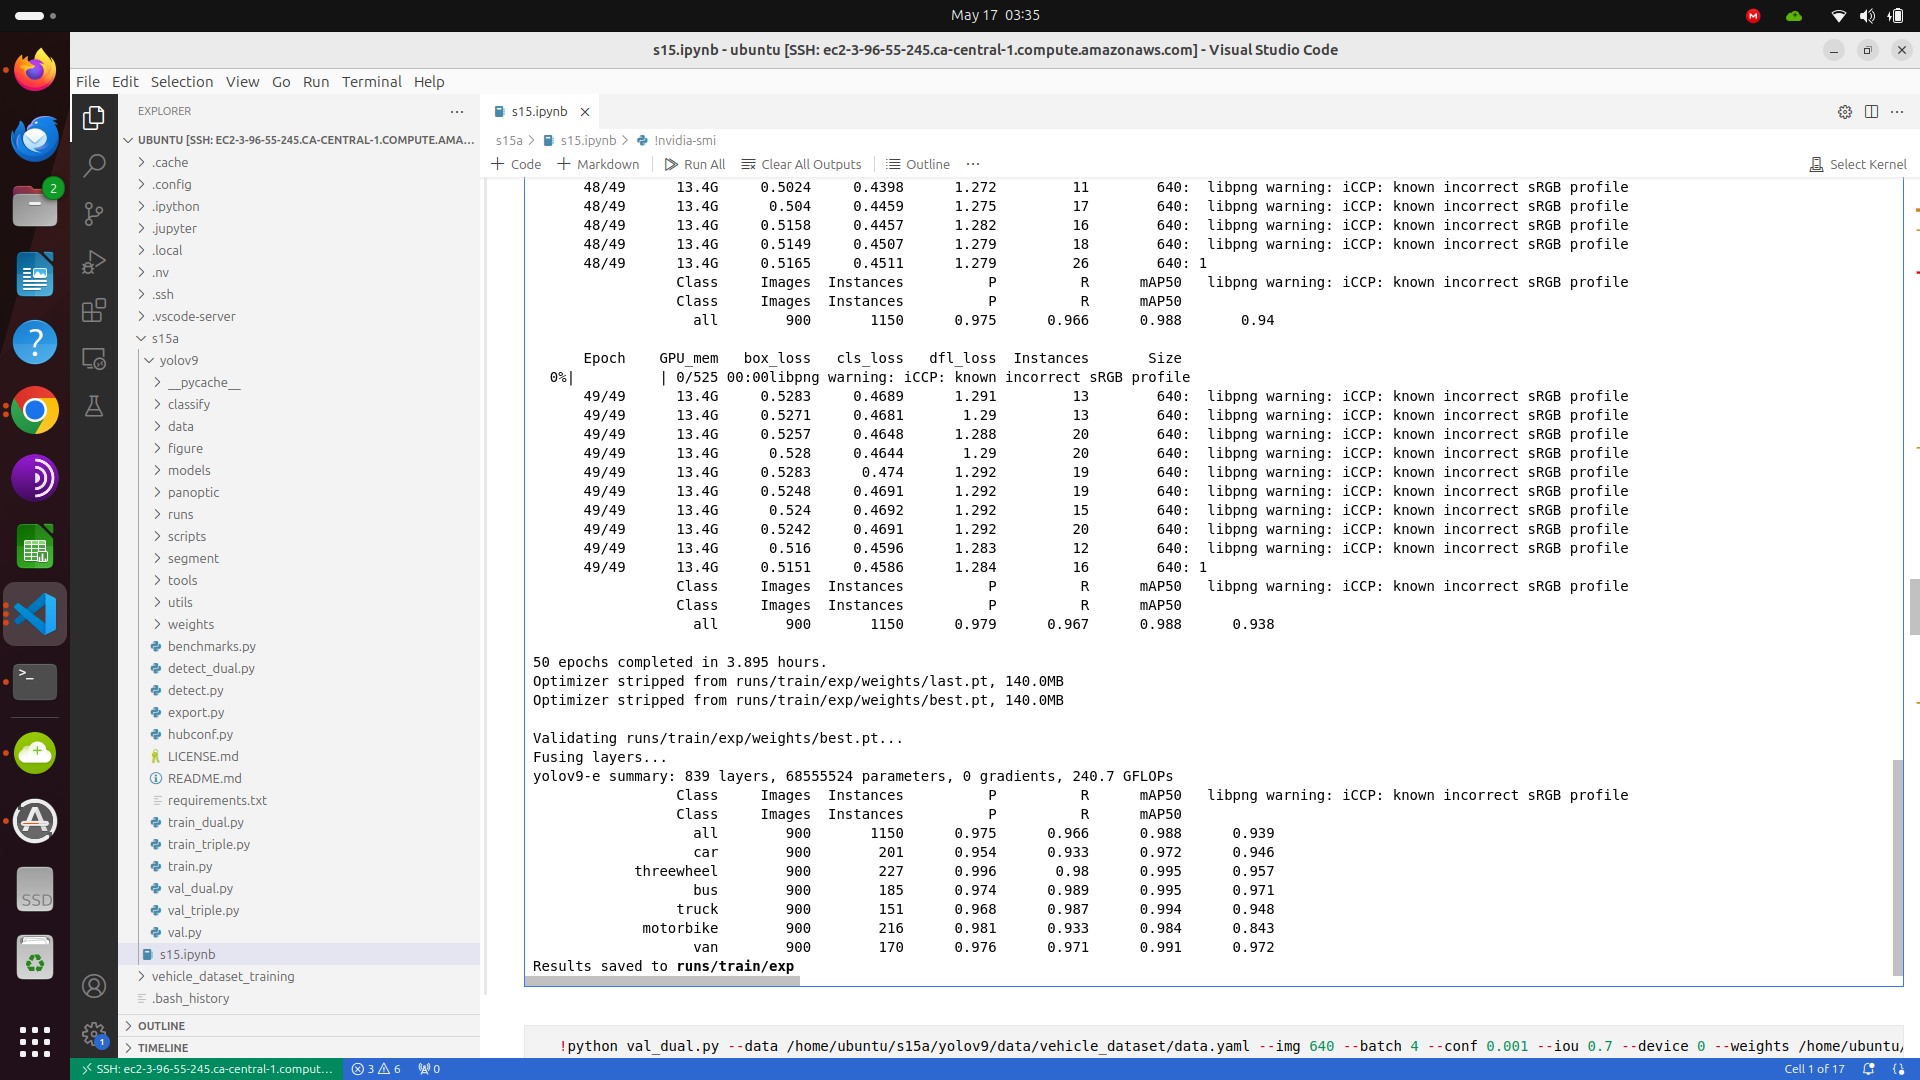 May 17  03:35
s15.ipynb - ubuntu [SSH: ec2-3-96-55-245.ca-central-1.compute.amazonaws.com] - Visual Studio Code
File Edit Selection View Go Run Terminal Help
EXPLORER
UBUNTU [SSH: EC2-3-96-55-245.CA-CENTRAL-1.COMPUTE.AMA...
.cache
.config
.ipython
.jupyter
.local
.nv
.ssh
.vscode-server
s15a
yolov9
__pycache__
classify
data
figure
models
panoptic
runs
scripts
segment
tools
utils
weights
benchmarks.py
detect_dual.py
detect.py
export.py
hubconf.py
LICENSE.md
README.md
requirements.txt
train_dual.py
train_triple.py
train.py
val_dual.py
val_triple.py
val.py
s15.ipynb
vehicle_dataset_training
.bash_history
OUTLINE
TIMELINE
2
SSD
1
s15.ipynb
s15a > s15.ipynb > !nvidia-smi
Code Markdown Run All Clear All Outputs Outline ... Select Kernel
48/49 13.4G 0.5024 0.4398 1.272 11 640: libpng warning: iCCP: known incorrect sRGB profile
48/49 13.4G 0.504 0.4459 1.275 17 640: libpng warning: iCCP: known incorrect sRGB profile
48/49 13.4G 0.5158 0.4457 1.282 16 640: libpng warning: iCCP: known incorrect sRGB profile
48/49 13.4G 0.5149 0.4507 1.279 18 640: libpng warning: iCCP: known incorrect sRGB profile
48/49 13.4G 0.5165 0.4511 1.279 26 640: 1
Class Images Instances P R mAP50 libpng warning: iCCP: known incorrect sRGB profile
Class Images Instances P R mAP50
all 900 1150 0.975 0.966 0.988 0.94
Epoch GPU_mem box_loss cls_loss dfl_loss Instances Size
0%| | 0/525 00:00libpng warning: iCCP: known incorrect sRGB profile
49/49 13.4G 0.5283 0.4689 1.291 13 640: libpng warning: iCCP: known incorrect sRGB profile
49/49 13.4G 0.5271 0.4681 1.29 13 640: libpng warning: iCCP: known incorrect sRGB profile
49/49 13.4G 0.5257 0.4648 1.288 20 640: libpng warning: iCCP: known incorrect sRGB profile
49/49 13.4G 0.528 0.4644 1.29 20 640: libpng warning: iCCP: known incorrect sRGB profile
49/49 13.4G 0.5283 0.474 1.292 19 640: libpng warning: iCCP: known incorrect sRGB profile
49/49 13.4G 0.5248 0.4691 1.292 19 640: libpng warning: iCCP: known incorrect sRGB profile
49/49 13.4G 0.524 0.4692 1.292 15 640: libpng warning: iCCP: known incorrect sRGB profile
49/49 13.4G 0.5242 0.4691 1.292 20 640: libpng warning: iCCP: known incorrect sRGB profile
49/49 13.4G 0.516 0.4596 1.283 12 640: libpng warning: iCCP: known incorrect sRGB profile
49/49 13.4G 0.5151 0.4586 1.284 16 640: 1
Class Images Instances P R mAP50 libpng warning: iCCP: known incorrect sRGB profile
Class Images Instances P R mAP50
all 900 1150 0.979 0.967 0.988 0.938
50 epochs completed in 3.895 hours.
Optimizer stripped from runs/train/exp/weights/last.pt, 140.0MB
Optimizer stripped from runs/train/exp/weights/best.pt, 140.0MB
Validating runs/train/exp/weights/best.pt...
Fusing layers...
yolov9-e summary: 839 layers, 68555524 parameters, 0 gradients, 240.7 GFLOPs
Class Images Instances P R mAP50 libpng warning: iCCP: known incorrect sRGB profile
Class Images Instances P R mAP50
all 900 1150 0.975 0.966 0.988 0.939
car 900 201 0.954 0.933 0.972 0.946
threewheel 900 227 0.996 0.98 0.995 0.957
bus 900 185 0.974 0.989 0.995 0.971
truck 900 151 0.968 0.987 0.994 0.948
motorbike 900 216 0.981 0.933 0.984 0.843
van 900 170 0.976 0.971 0.991 0.972
Results saved to runs/train/exp
!python val_dual.py --data /home/ubuntu/s15a/yolov9/data/vehicle_dataset/data.yaml --img 640 --batch 4 --conf 0.001 --iou 0.7 --device 0 --weights /home/ubuntu/
SSH: ec2-3-96-55-245.ca-central-1.comput... 3 6 0 Cell 1 of 17